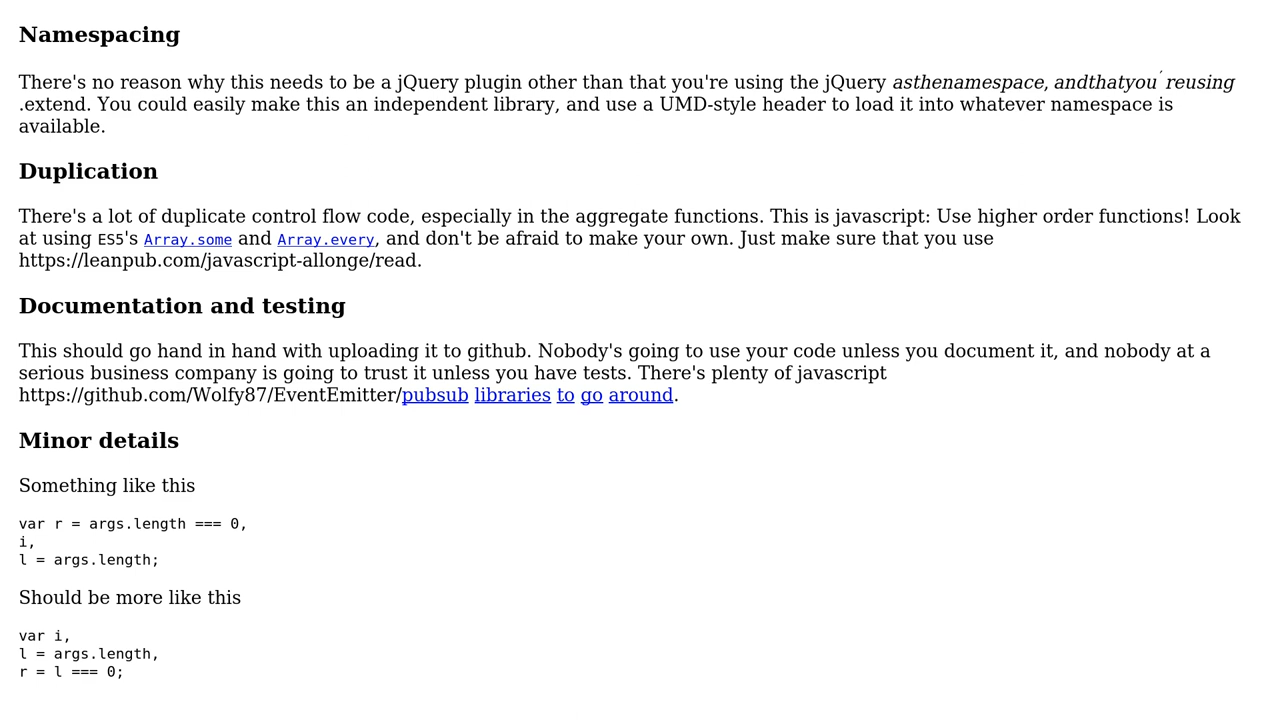 Namespacing
There's no reason why this needs to be a jQuery plugin other than that you're using the jQuery asthenamespace, andthatyou′reusing
.extend. You could easily make this an independent library, and use a UMD-style header to load it into whatever namespace is
available.
Duplication
There's a lot of duplicate control flow code, especially in the aggregate functions. This is javascript: Use higher order functions! Look
at using ES5's Array.some and Array.every, and don't be afraid to make your own. Just make sure that you use
https://leanpub.com/javascript-allonge/read.
Documentation and testing
This should go hand in hand with uploading it to github. Nobody's going to use your code unless you document it, and nobody at a
serious business company is going to trust it unless you have tests. There's plenty of javascript
https://github.com/Wolfy87/EventEmitter/pubsub libraries to go around.
Minor details
Something like this
var r = args.length === 0,
i,
l = args.length;
Should be more like this
var i,
l = args.length,
r = l === 0;